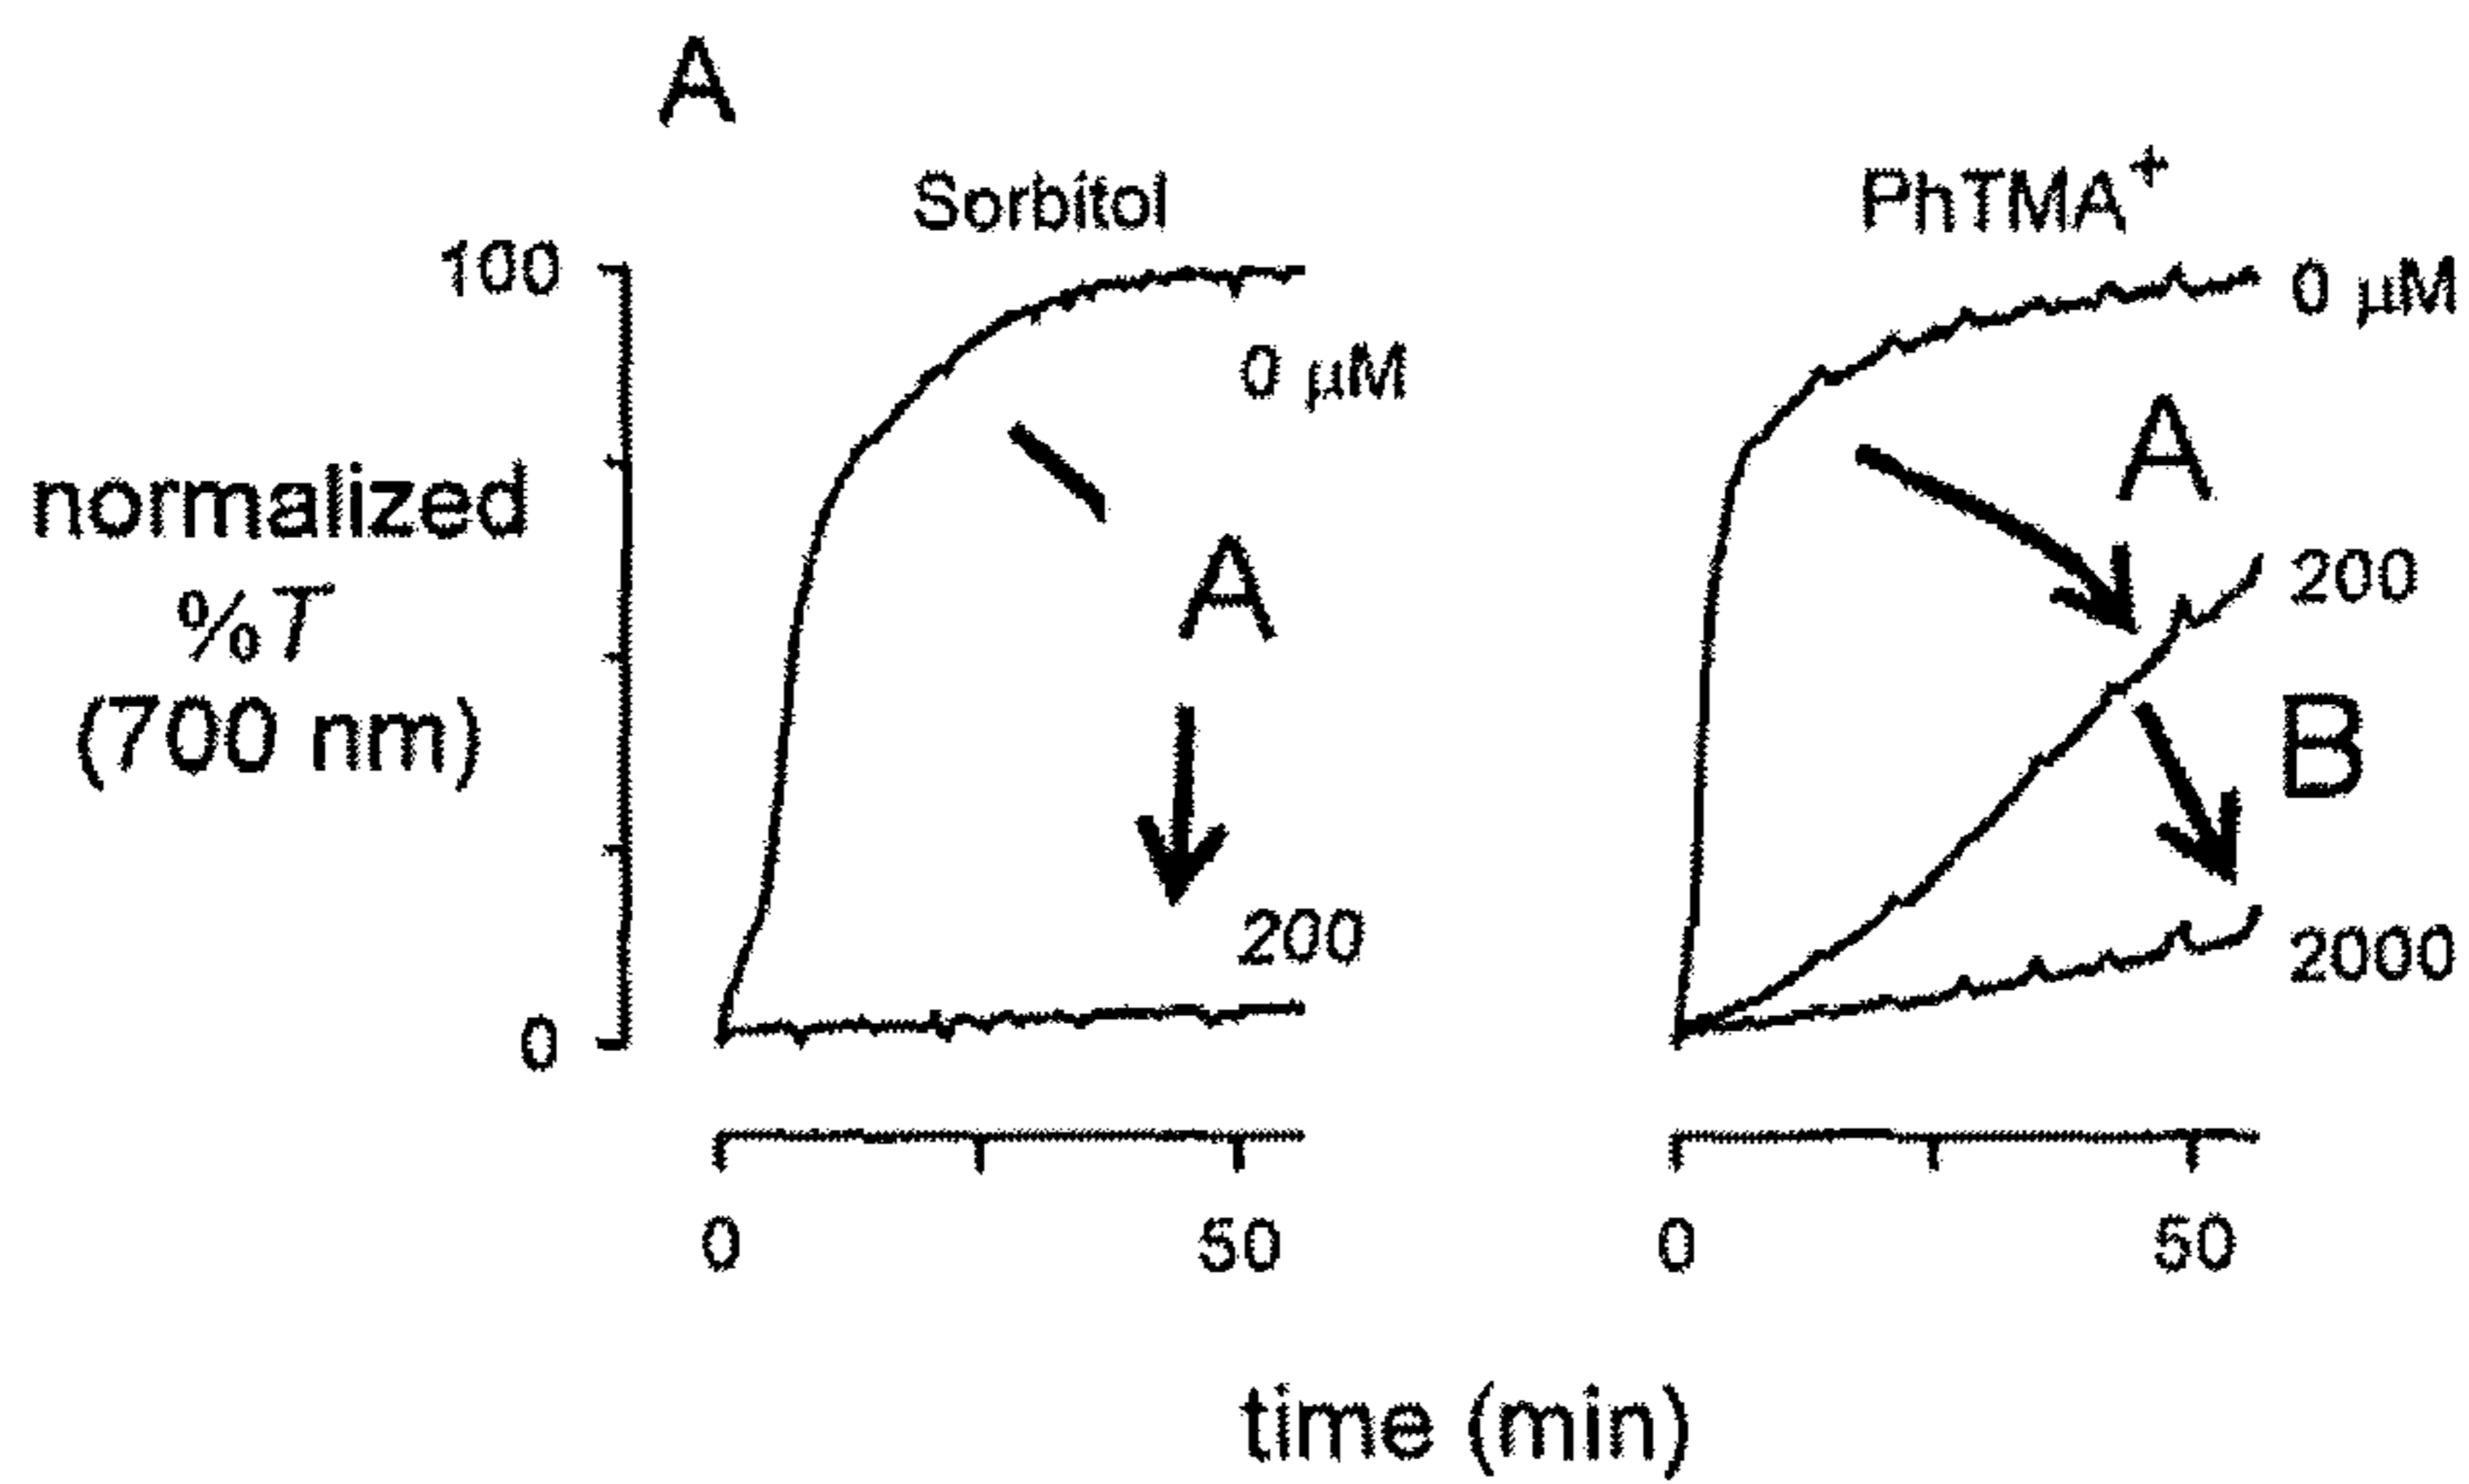 A
Sorbitol
PhTMA+
100
0 µM
0 µM
A
normalized
%T
(700 nm)
A
200
B
200
2000
0
0
50
0
50
time (min)